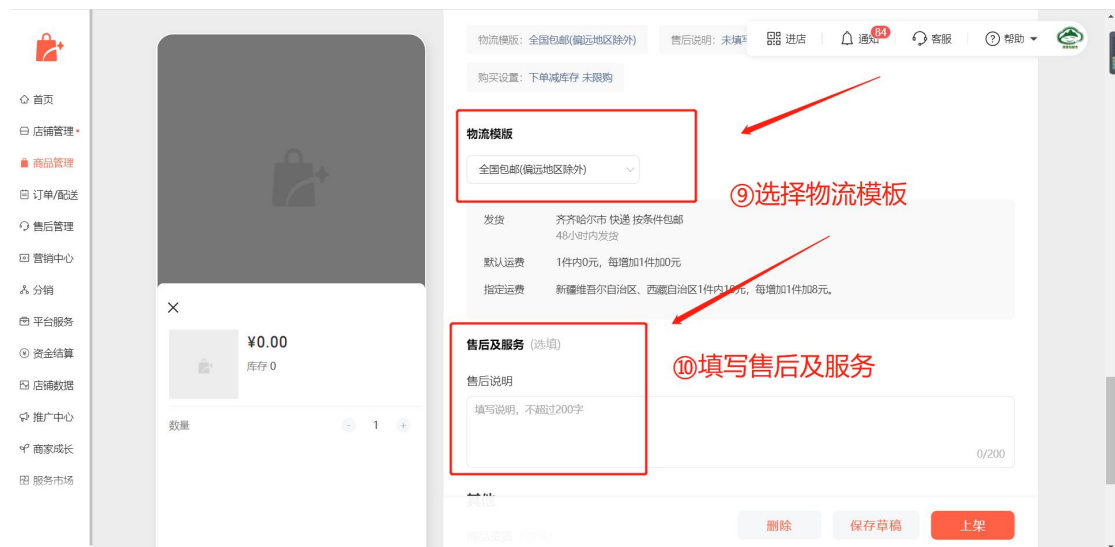 物流模版：全国包邮(偏远地区除外)
售后说明：未填写
进店
通知
84
客服
帮助
购买设置：下单减库存 未限购
首页
店铺管理
商品管理
订单/配送
售后管理
营销中心
分销
平台服务
资金结算
店铺数据
推广中心
商家成长
服务市场
¥0.00
库存 0
数量
- 1 +
物流模版
全国包邮(偏远地区除外)
⑨选择物流模板
发货 齐齐哈尔市 快递 按条件包邮
48小时内发货
默认运费 1件内0元，每增加1件加0元
指定运费 新疆维吾尔自治区、西藏自治区1件内18元，每增加1件加8元。
售后及服务 (选填)
⑩填写售后及服务
售后说明
填写说明，不超过200字
0/200
其他
删除
保存草稿
上架